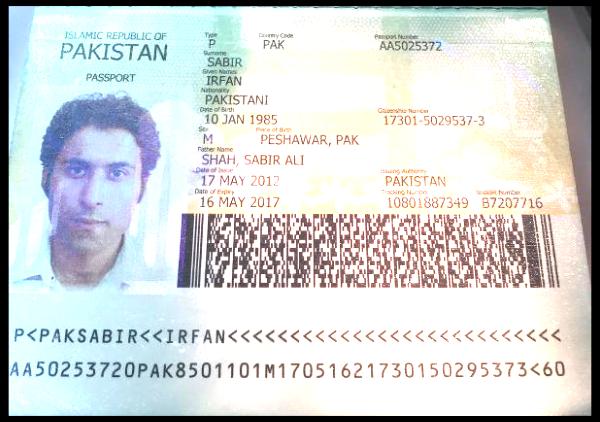 ISLAMIC REPUBLIC OF
PAKISTAN
PASSPORT
Type Country Code Passport Number
P PAK AA5025372
Surname
SABIR
Given Names
IRFAN
Nationality
PAKISTANI
Date of Birth Citizenship Number
10 JAN 1985 17301-5029537-3
Sex Place of Birth
M PESHAWAR, PAK
Father Name
SHAH, SABIR ALI
Date of Issue Issuing Authority
17 MAY 2012 PAKISTAN
Date of Expiry Tracking Number Booklet Number
16 MAY 2017 10801887349 B7207716
P<PAKSABIR<<IRFAN<<<<<<<<<<<<<<<<<<<<<<<<<<<
AA50253720PAK8501101M17051621730150295373<60